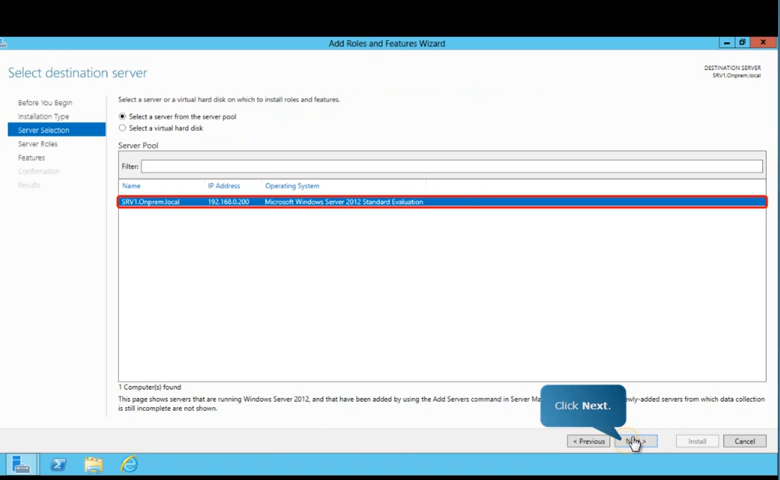 Add Roles and Features Wizard
Select destination server
DESTINATION SERVER
SRV1.Onprem.local
Before You Begin
Installation Type
Server Selection
Server Roles
Features
Confirmation
Results
Select a server or a virtual hard disk on which to install roles and features.
Select a server from the server pool
Select a virtual hard disk
Server Pool
Filter:
Name IP Address Operating System
SRV1.Onprem.local 192.168.0.200 Microsoft Windows Server 2012 Standard Evaluation
1 Computer(s) found
This page shows servers that are running Windows Server 2012, and that have been added by using the Add Servers command in Server newly-added servers from which data collection
is still incomplete are not shown.
Click Next.
< Previous
Install
Cancel